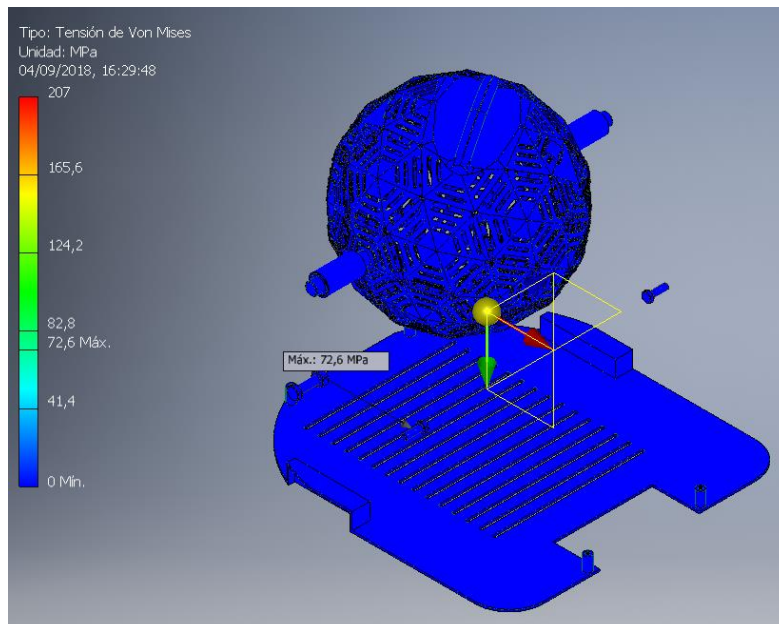 Tipo: Tensión de Von Mises
Unidad: MPa
04/09/2018, 16:29:48
207
165,6
124,2
82,8
72,6 Máx.
Máx.: 72,6 MPa
41,4
0 Mín.